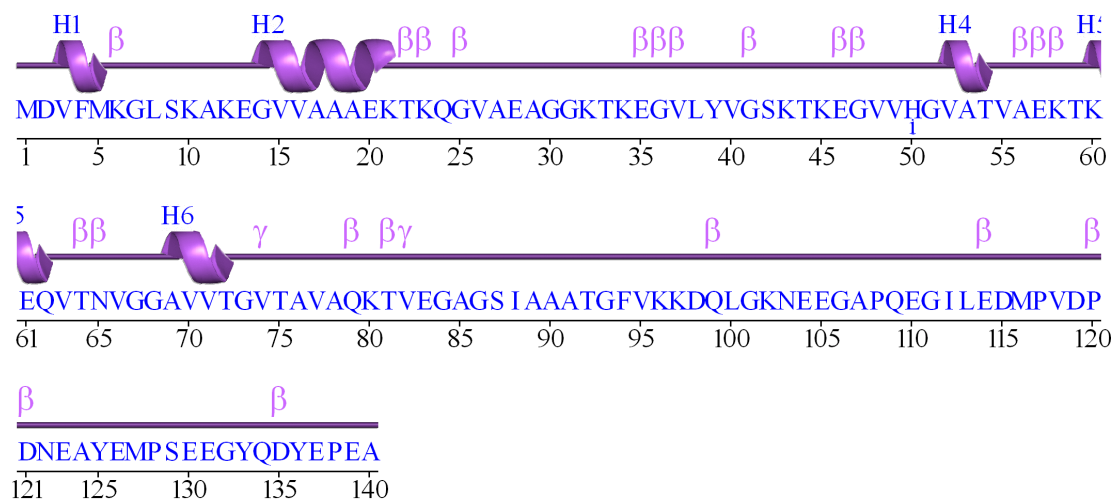 H1 H2 H4 H5
β ββ β βββ β ββ βββ
MDVFMKGLSKAKEGVVAAAEKTKQGVAEAGGKTKEGVLYVGSKTKEGVVHGVATVAEKTK
i
1 5 10 15 20 25 30 35 40 45 50 55 60
5 H6
ββ γ β βγ β β β
EQVTNVGGAVVTGVTAVAQKTVEGAGSIAAATGFVKKDQLGKNEEGAPQEGILEDMPVDP
61 65 70 75 80 85 90 95 100 105 110 115 120
β β
DNEAYEMPSEEGYQDYEPEA
121 125 130 135 140